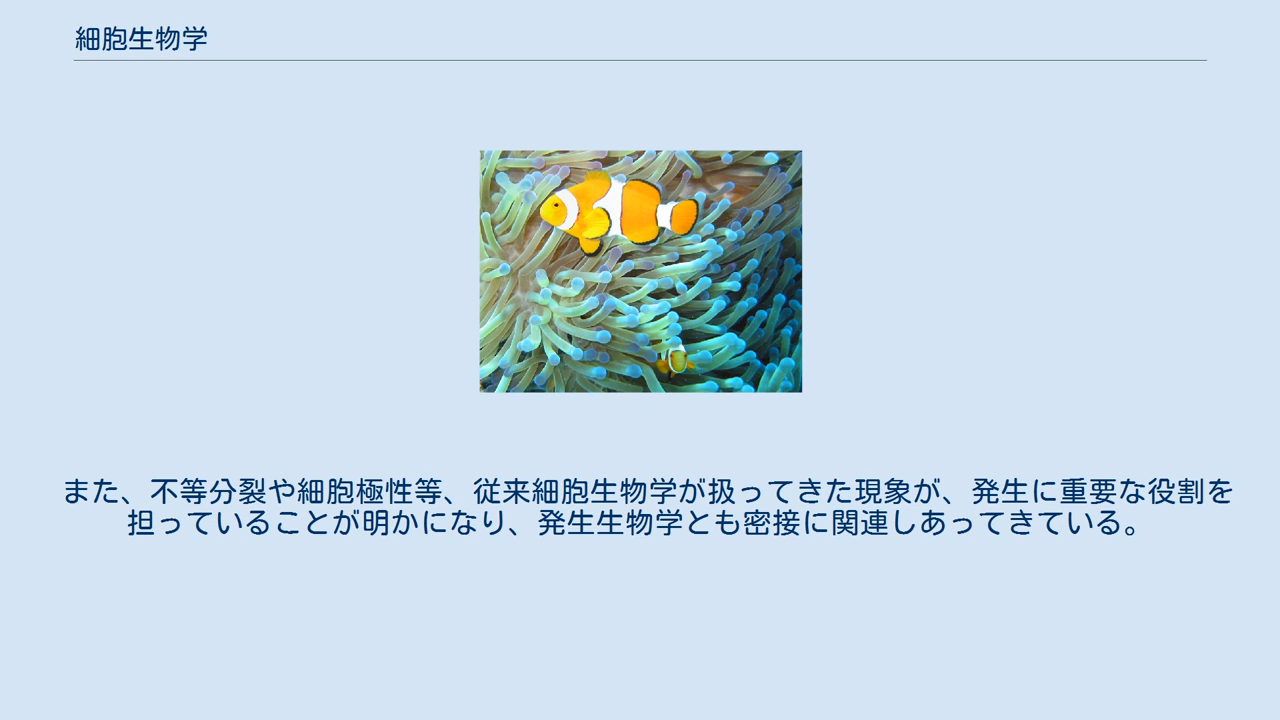 細胞生物学
また、不等分裂や細胞極性等、従来細胞生物学が扱ってきた現象が、発生に重要な役割を
担っていることが明かになり、発生生物学とも密接に関連しあってきている。